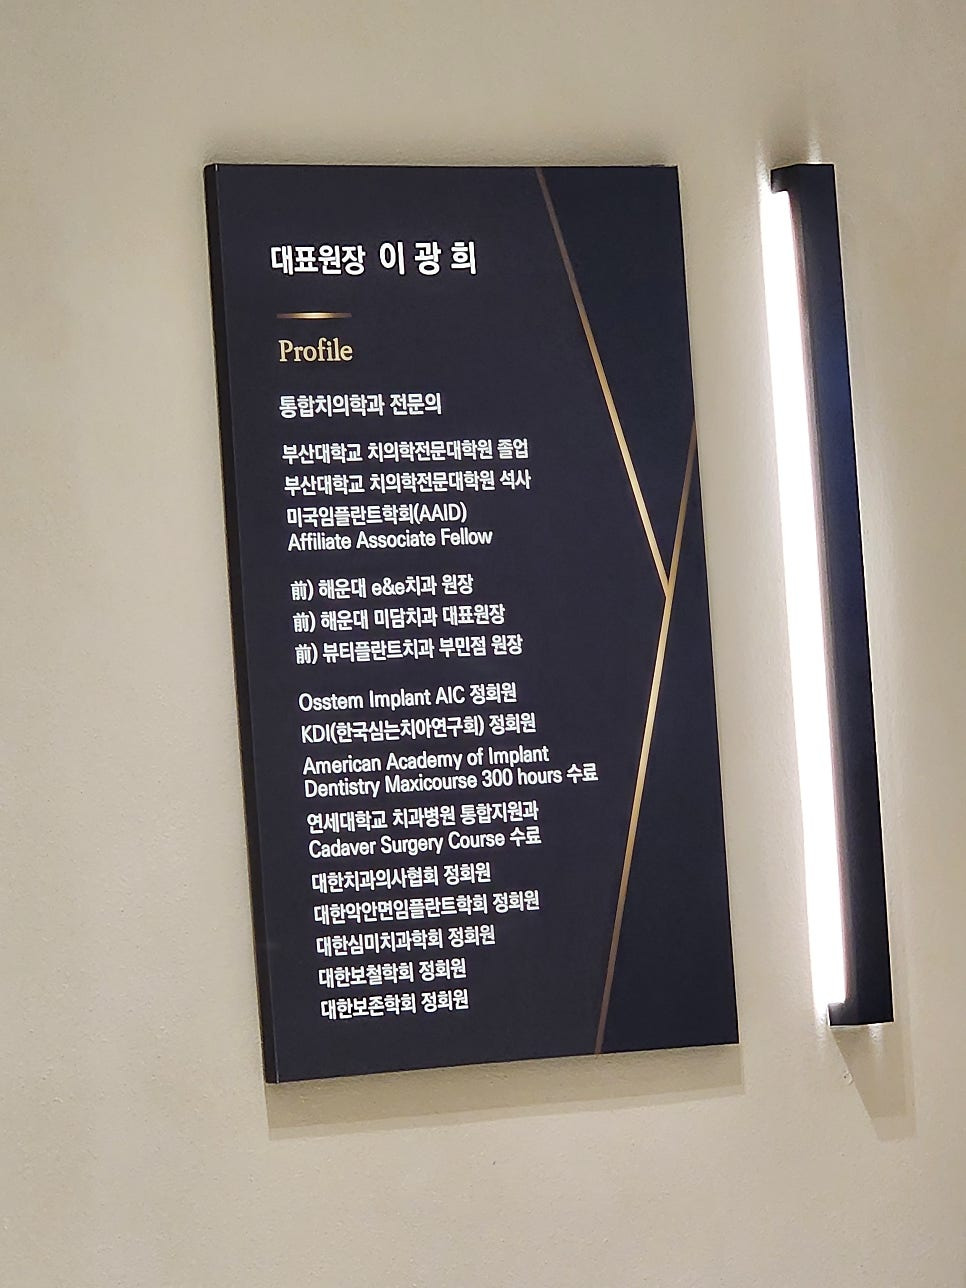 대표원장 이 광 희
Profile
통합치의학과 전문의
부산대학교 치의학전문대학원 졸업
부산대학교 치의학전문대학원 석사
미국임플란트학회(AAID)
Affiliate Associate Fellow
前) 해운대 e&e치과 원장
前) 해운대 미담치과 대표원장
前) 뷰티플란트치과 부민점 원장
Osstem Implant AIC 정회원
KDI(한국심는치아연구회) 정회원
American Academy of Implant
Dentistry Maxicourse 300 hours 수료
연세대학교 치과병원 통합지원과
Cadaver Surgery Course 수료
대한치과의사협회 정회원
대한악안면임플란트학회 정회원
대한심미치과학회 정회원
대한보철학회 정회원
대한보존학회 정회원